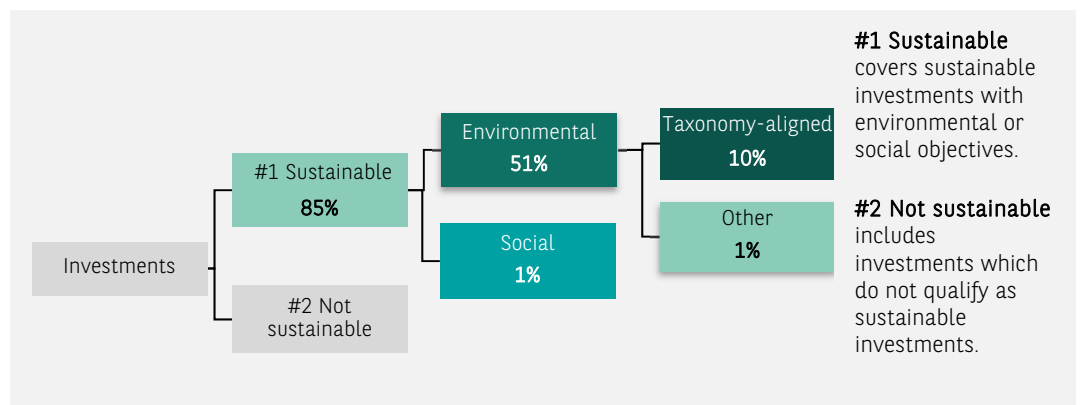 Investments
#1 Sustainable
85%
#2 Not
sustainable
Environmental
51%
Social
1%
Taxonomy-aligned
10%
Other
1%
#1 Sustainable
covers sustainable
investments with
environmental or
social objectives.
#2 Not sustainable
includes
investments which
do not qualify as
sustainable
investments.